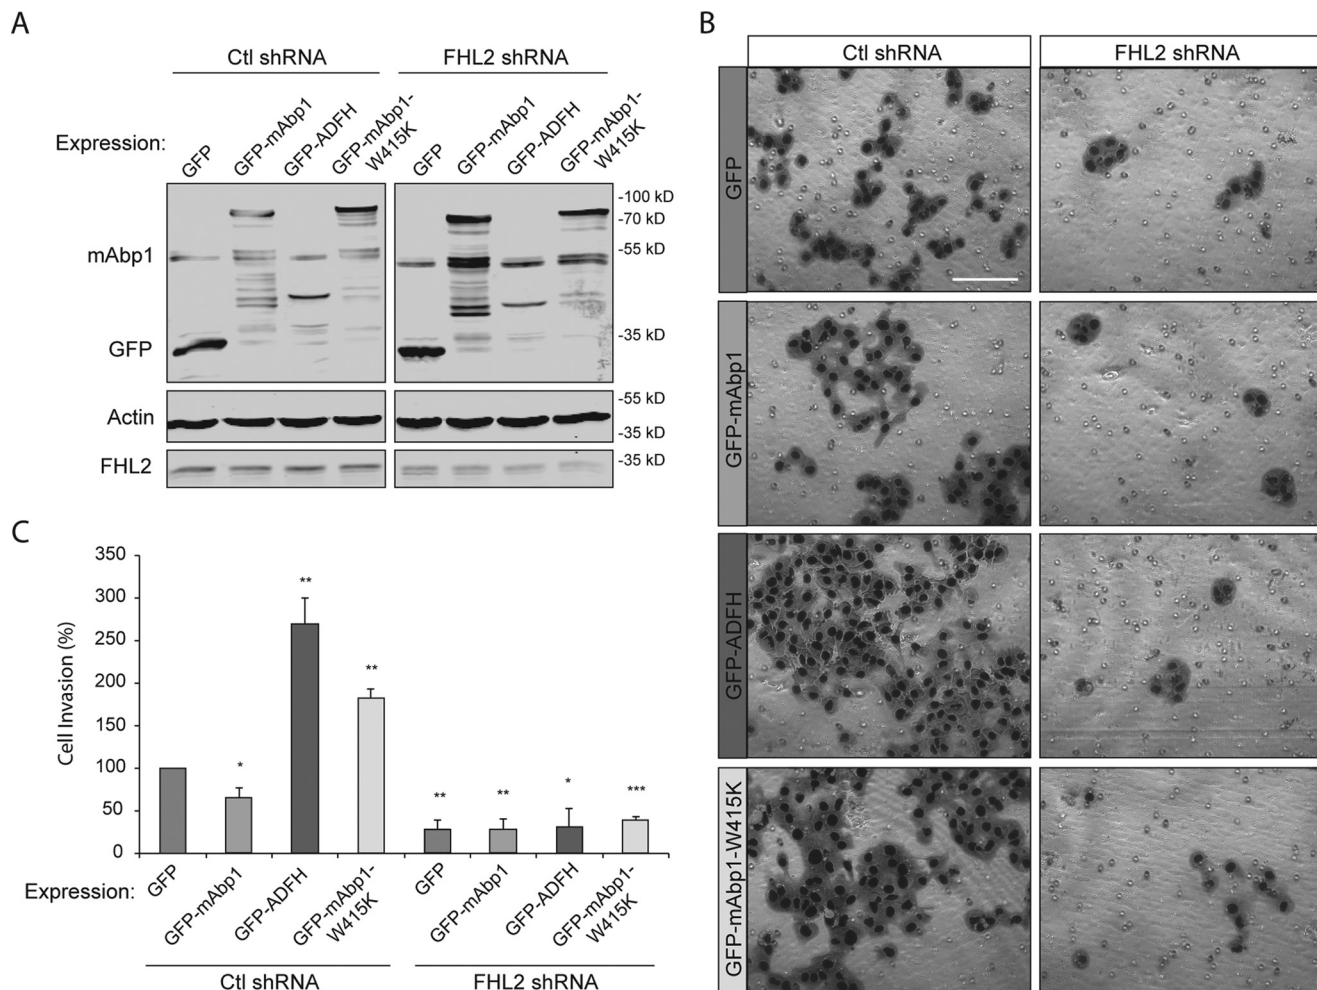 A
Ctl shRNA
FHL2 shRNA
Expression:
GFP
GFP-mAbp1
GFP-ADFH
GFP-mAbp1-
W415K
GFP
GFP-mAbp1
GFP-ADFH
GFP-mAbp1-
W415K
-100 kD
-70 kD
-55 kD
-35 kD
mAbp1
GFP
Actin
-55 kD
-35 kD
FHL2
-35 kD
B
Ctl shRNA
FHL2 shRNA
GFP
GFP-mAbp1
GFP-ADFH
GFP-mAbp1-W415K
C
Cell Invasion (%)
350
300
250
200
150
100
50
0
*
**
**
**
**
*
***
Expression:
GFP
GFP-mAbp1
GFP-ADFH
GFP-mAbp1-
W415K
GFP
GFP-mAbp1
GFP-ADFH
GFP-mAbp1-
W415K
Ctl shRNA
FHL2 shRNA